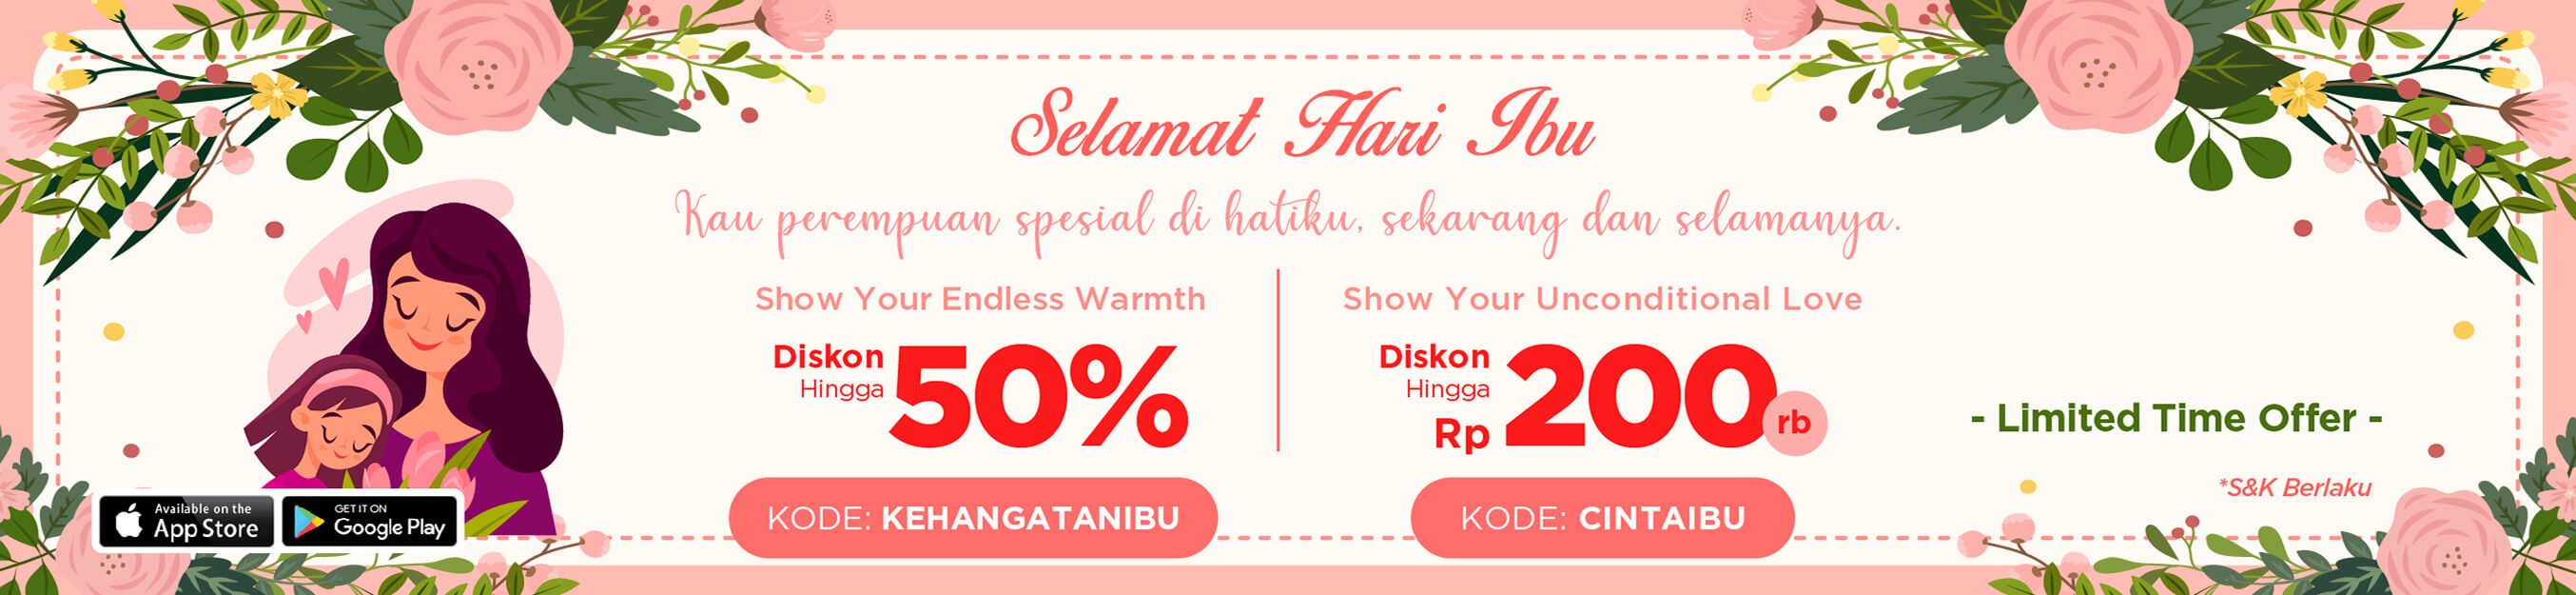 Selamat Hari Ibu
Kau perempuan spesial di hatiku, sekarang dan selamanya.
Show Your Endless Warmth
Diskon
Hingga
50%
KODE: KEHANGATANIBU
Show Your Unconditional Love
Diskon
Hingga
Rp 200 rb
KODE: CINTAIBU
- Limited Time Offer -
*S&K Berlaku
Available on the
App Store
GET IT ON
Google Play